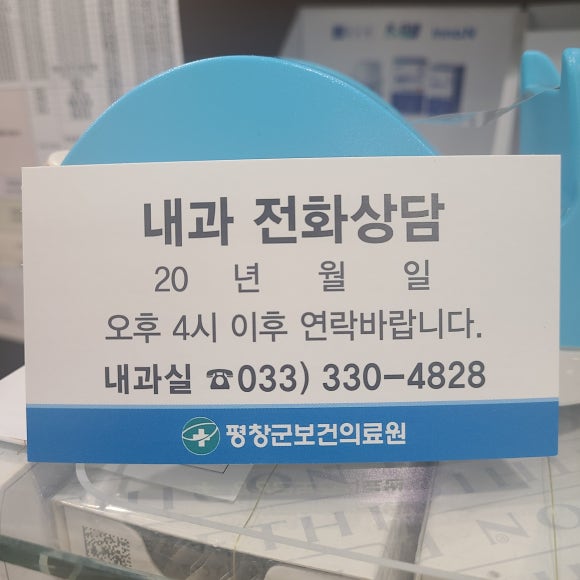 내과 전화상담
20 년 월 일
오후 4시 이후 연락바랍니다.
내과실 ☎033) 330-4828
평창군보건의료원